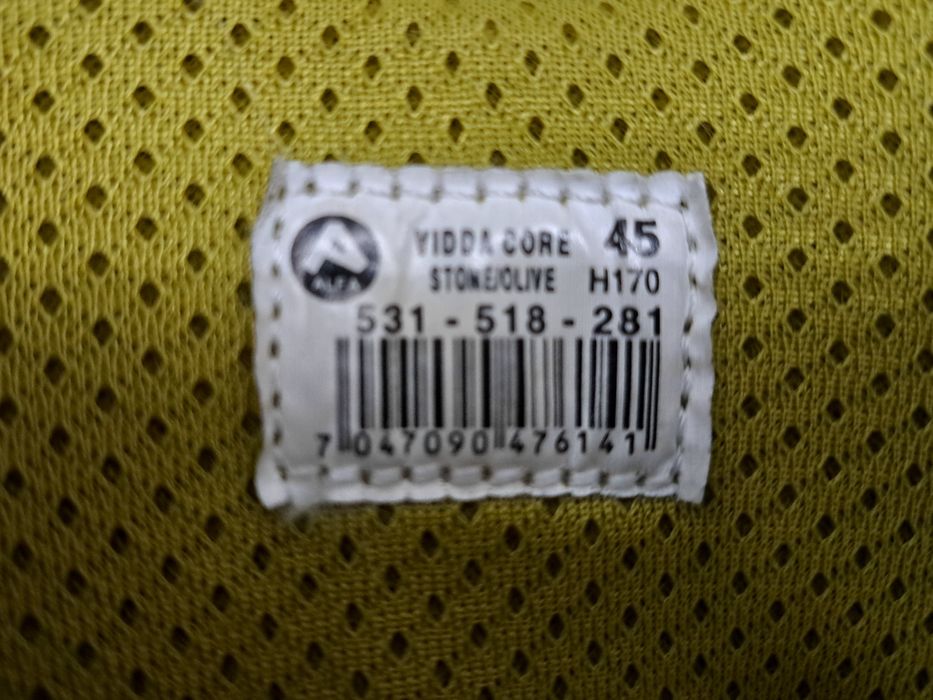 ALFA
VIDDA CORE 45
STONE/OLIVE H170
531 - 518 - 281
7 047090 476141